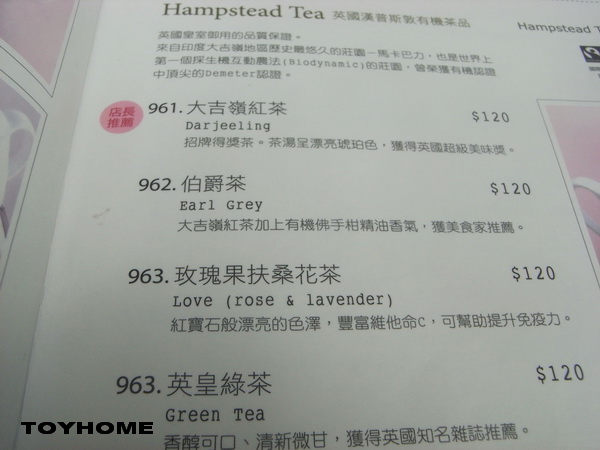 Hampstead Tea 英國漢普斯敦有機茶品
Hampstead T
英國皇室御用的品質保證。
來自印度大吉嶺地區歷史最悠久的莊園－馬卡巴力，也是世界上
第一個採生機互動農法(Biodynamic)的莊園，曾榮獲有機認證
中頂尖的Demeter認證。
店長
推薦
961. 大吉嶺紅茶 $120
Darjeeling
招牌得獎茶。茶湯呈漂亮琥珀色，獲得英國超級美味獎。
962. 伯爵茶 $120
Earl Grey
大吉嶺紅茶加上有機佛手柑精油香氣，獲美食家推薦。
963. 玫瑰果扶桑花茶 $120
Love (rose & lavender)
紅寶石般漂亮的色澤，豐富維他命C，可幫助提升免疫力。
963. 英皇綠茶 $120
Green Tea
香醇可口、清新微甘，獲得英國知名雜誌推薦。
TOYHOME